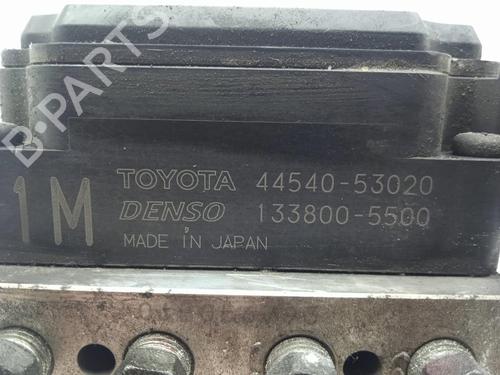 B-PARTS
1M
TOYOTA 44540-53020
DENSO 133800-5500
MADE IN JAPAN